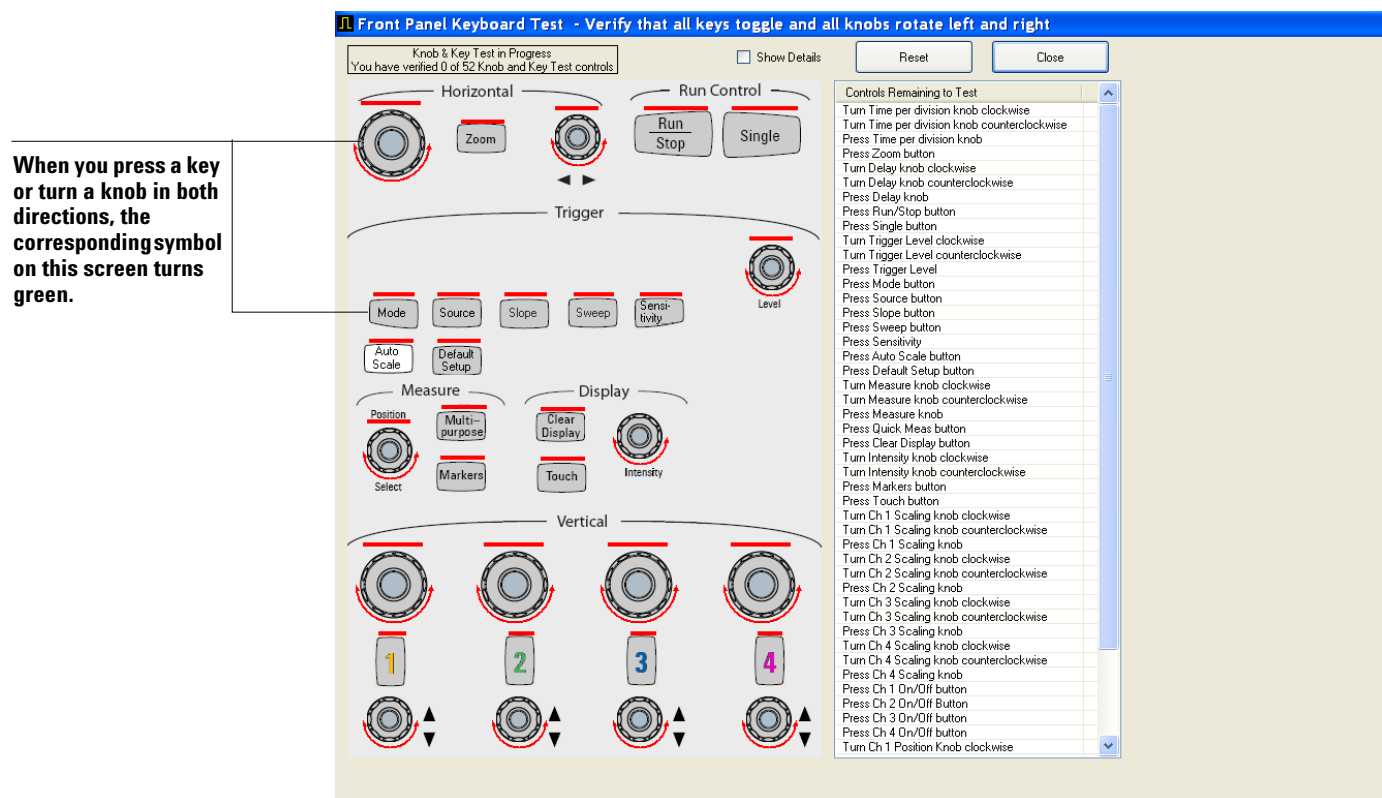 Front Panel Keyboard Test - Verify that all keys toggle and all knobs rotate left and right
Knob & Key Test in Progress
You have verified 0 of 52 Knob and Key Test controls
Show Details
Reset
Close
When you press a key
or turn a knob in both
directions, the
corresponding symbol
on this screen turns
green.
Horizontal
Zoom
Run Control
Run
Stop
Single
Trigger
Level
Mode
Source
Slope
Sweep
Sensi-
tivity
Auto
Scale
Default
Setup
Measure
Position
Select
Multi-
purpose
Markers
Display
Clear
Display
Touch
Intensity
Vertical
1
2
3
4
Controls Remaining to Test
Turn Time per division knob clockwise
Turn Time per division knob counterclockwise
Press Time per division knob
Press Zoom button
Turn Delay knob clockwise
Turn Delay knob counterclockwise
Press Delay knob
Press Run/Stop button
Press Single button
Turn Trigger Level clockwise
Turn Trigger Level counterclockwise
Press Trigger Level
Press Mode button
Press Source button
Press Slope button
Press Sweep button
Press Sensitivity
Press Auto Scale button
Press Default Setup button
Turn Measure knob clockwise
Turn Measure knob counterclockwise
Press Measure knob
Press Quick Meas button
Press Clear Display button
Turn Intensity knob clockwise
Turn Intensity knob counterclockwise
Press Markers button
Press Touch button
Turn Ch 1 Scaling knob clockwise
Turn Ch 1 Scaling knob counterclockwise
Press Ch 1 Scaling knob
Turn Ch 2 Scaling knob clockwise
Turn Ch 2 Scaling knob counterclockwise
Press Ch 2 Scaling knob
Turn Ch 3 Scaling knob clockwise
Turn Ch 3 Scaling knob counterclockwise
Press Ch 3 Scaling knob
Turn Ch 4 Scaling knob clockwise
Turn Ch 4 Scaling knob counterclockwise
Press Ch 4 Scaling knob
Press Ch 1 On/Off button
Press Ch 2 On/Off Button
Press Ch 3 On/Off button
Press Ch 4 On/Off button
Turn Ch 1 Position Knob clockwise